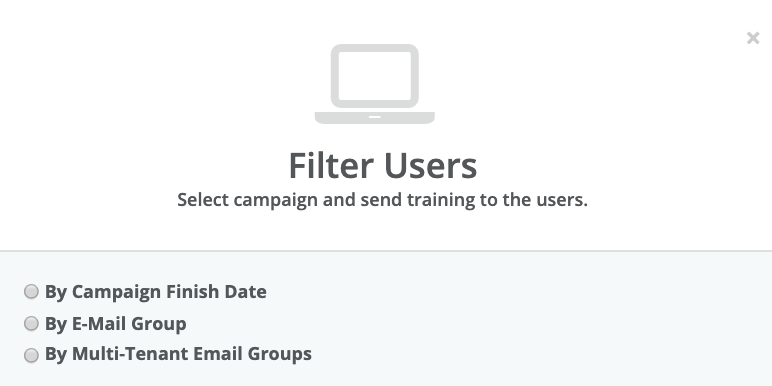 Filter Users
Select campaign and send training to the users.
By Campaign Finish Date
By E-Mail Group
By Multi-Tenant Email Groups